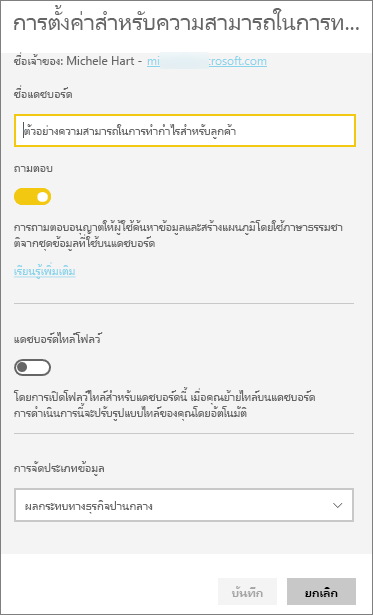 การตั้งค่าสำหรับความสามารถในการท...
ชื่อเจ้าของ: Michele Hart - mi rosoft.com
ชื่อแดชบอร์ด
ตัวอย่างความสามารถในการทำกำไรสำหรับลูกค้า
ถามตอบ
การถามตอบอนุญาตให้ผู้ใช้ค้นหาข้อมูลและสร้างแผนภูมิโดยใช้ภาษาธรรมชา
ติจากชุดข้อมูลที่ใช้บนแดชบอร์ด
เรียนรู้เพิ่มเติม
แดชบอร์ดไทล์โฟลว์
โดยการเปิดโฟลว์ไทล์สำหรับแดชบอร์ดนี้ เมื่อคุณย้ายไทล์บนแดชบอร์ด
การดำเนินการนี้จะปรับรูปแบบไทล์ของคุณโดยอัตโนมัติ
การจัดประเภทข้อมูล
ผลกระทบทางธุรกิจปานกลาง
บันทึก
ยกเลิก